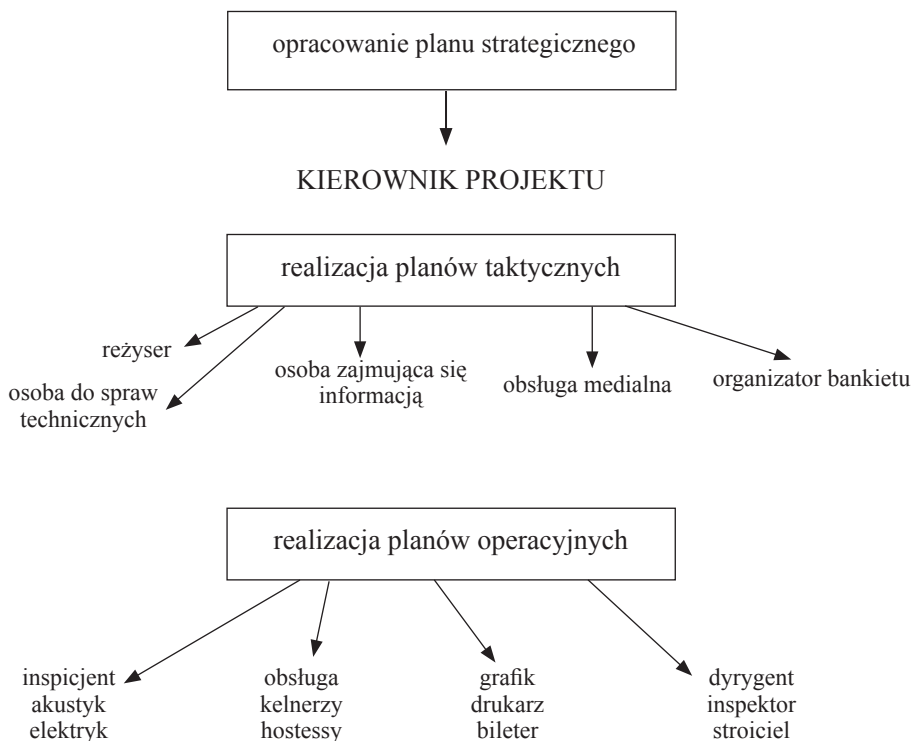 opracowanie planu strategicznego
KIEROWNIK PROJEKTU
realizacja planów taktycznych
reżyser
osoba do spraw
technicznych
osoba zajmująca się
informacją
obsługa medialna
organizator bankietu
realizacja planów operacyjnych
inspicjent
akustyk
elektryk
obsługa
kelnerzy
hostessy
grafik
drukarz
bileter
dyrygent
inspektor
stroiciel